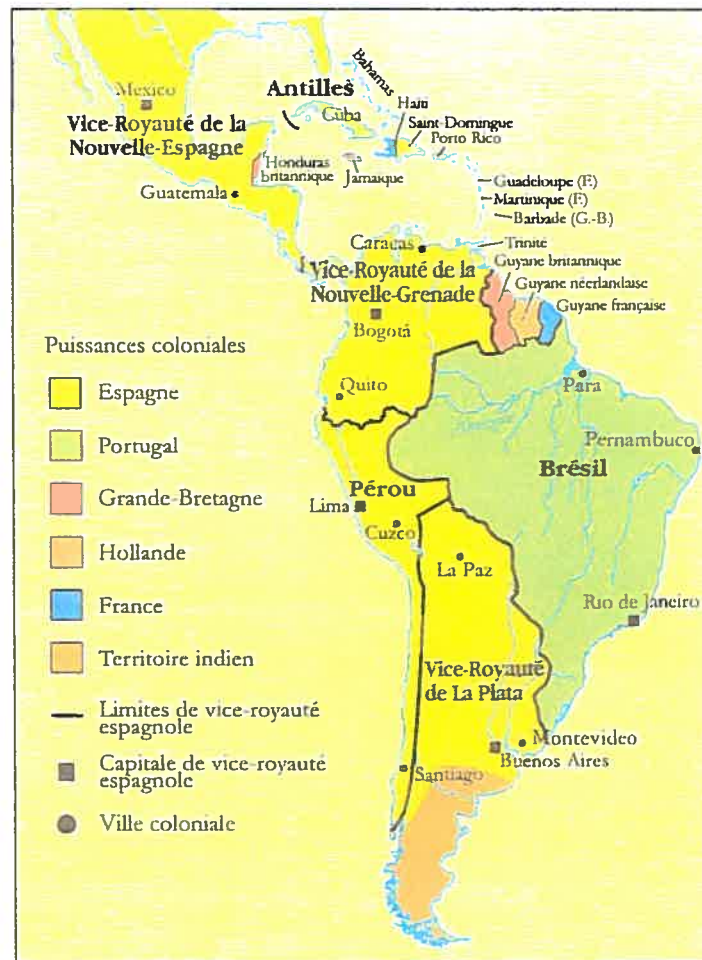 Mexico
Antilles
Bahamas
Cuba
Haïti
Saint-Domingue
Porto Rico
Vice-Royauté de la
Nouvelle-Espagne
Honduras
britannique
Jamaïque
Guatemala
Guadeloupe (F.)
Martinique (F.)
Barbade (G.-B.)
Caracas
Trinité
Guyane britannique
Guyane néerlandaise
Guyane française
Vice-Royauté de la
Nouvelle-Grenade
Bogotá
Quito
Para
Pernambuco
Brésil
Pérou
Lima
Cuzco
La Paz
Rio de Janeiro
Vice-Royauté
de La Plata
Montevideo
Buenos Aires
Santiago
Puissances coloniales
Espagne
Portugal
Grande-Bretagne
Hollande
France
Territoire indien
Limites de vice-royauté
espagnole
Capitale de vice-royauté
espagnole
Ville coloniale